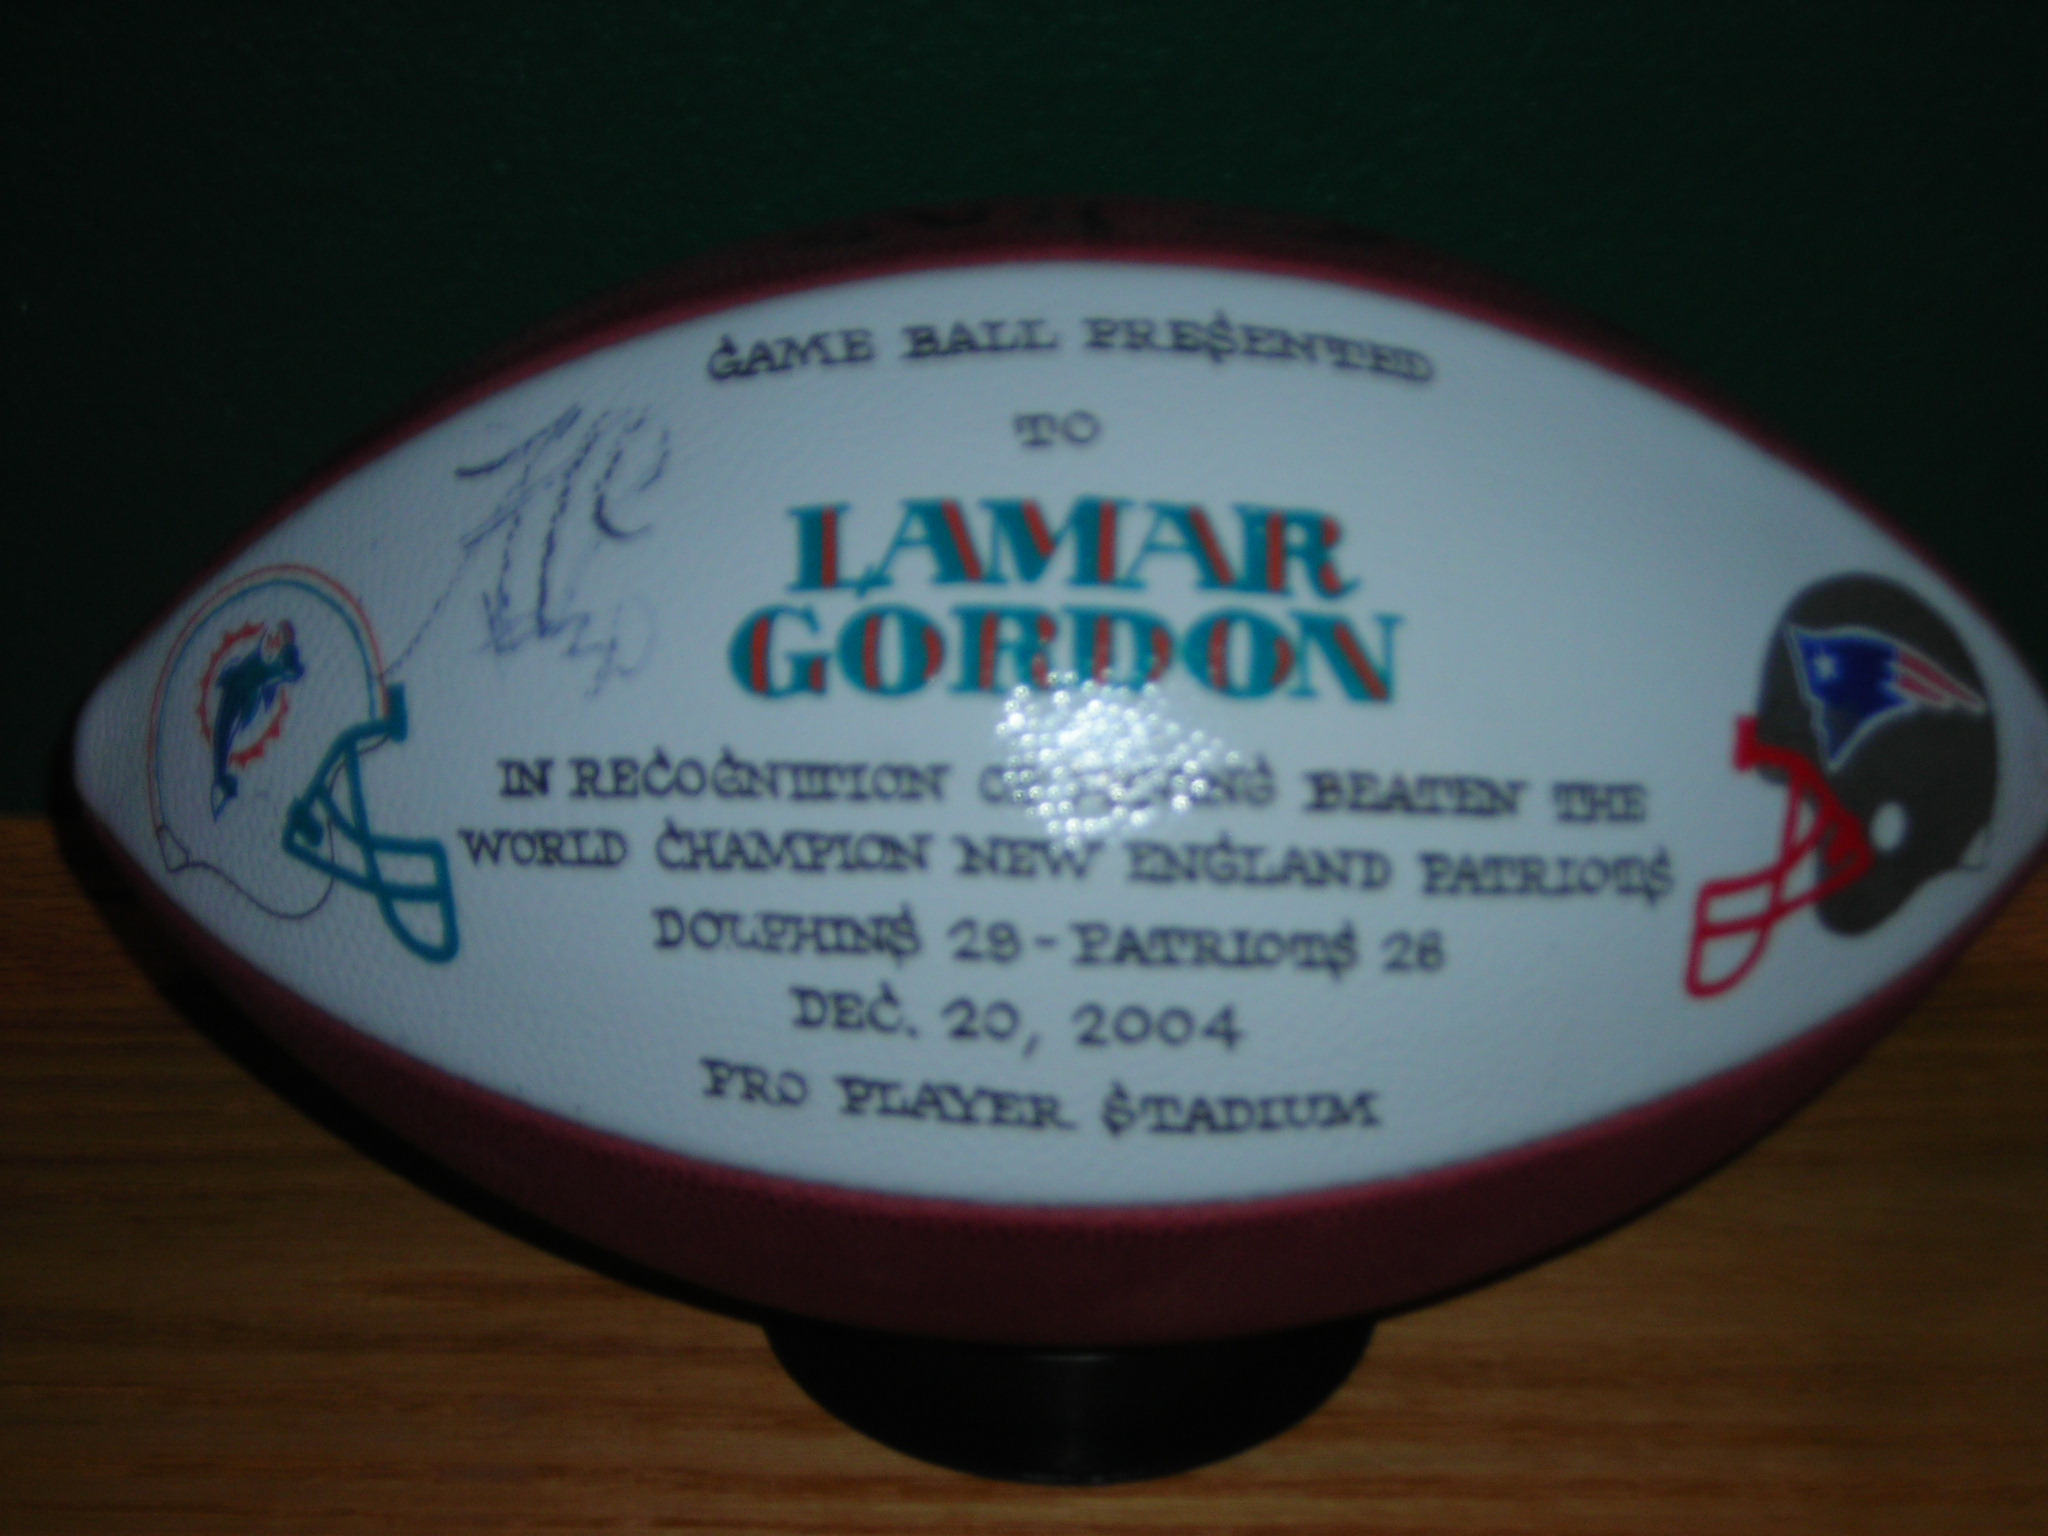 GAME BALL PRESENTED
TO
LAMAR
GORDON
IN RECOGNITION BEATEN THE
WORLD CHAMPION NEW ENGLAND PATRIOTS
DOLPHINS 29 - PATRIOTS 28
DEC. 20, 2004
PRO PLAYER STADIUM